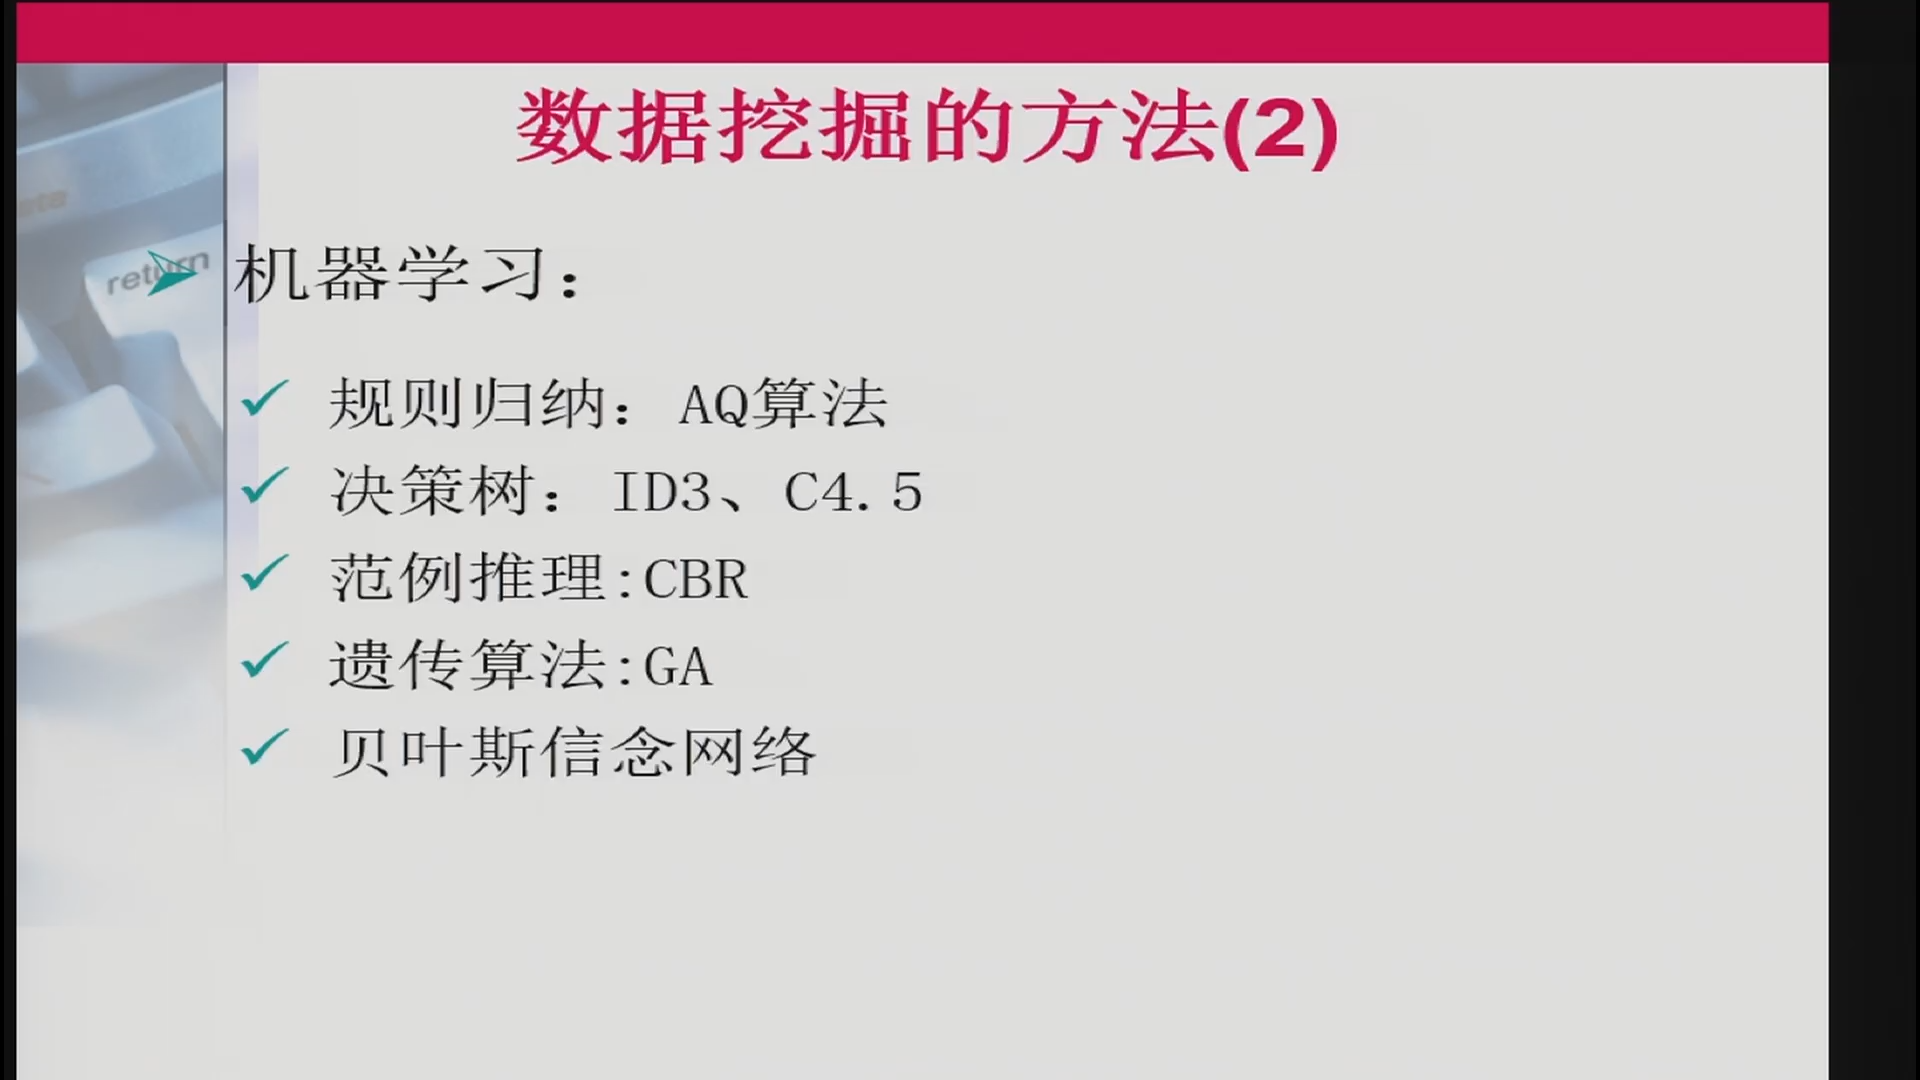 数据挖掘的方法(2)
return
机器学习：
规则归纳：AQ算法
决策树：ID3、C4.5
范例推理:CBR
遗传算法:GA
贝叶斯信念网络